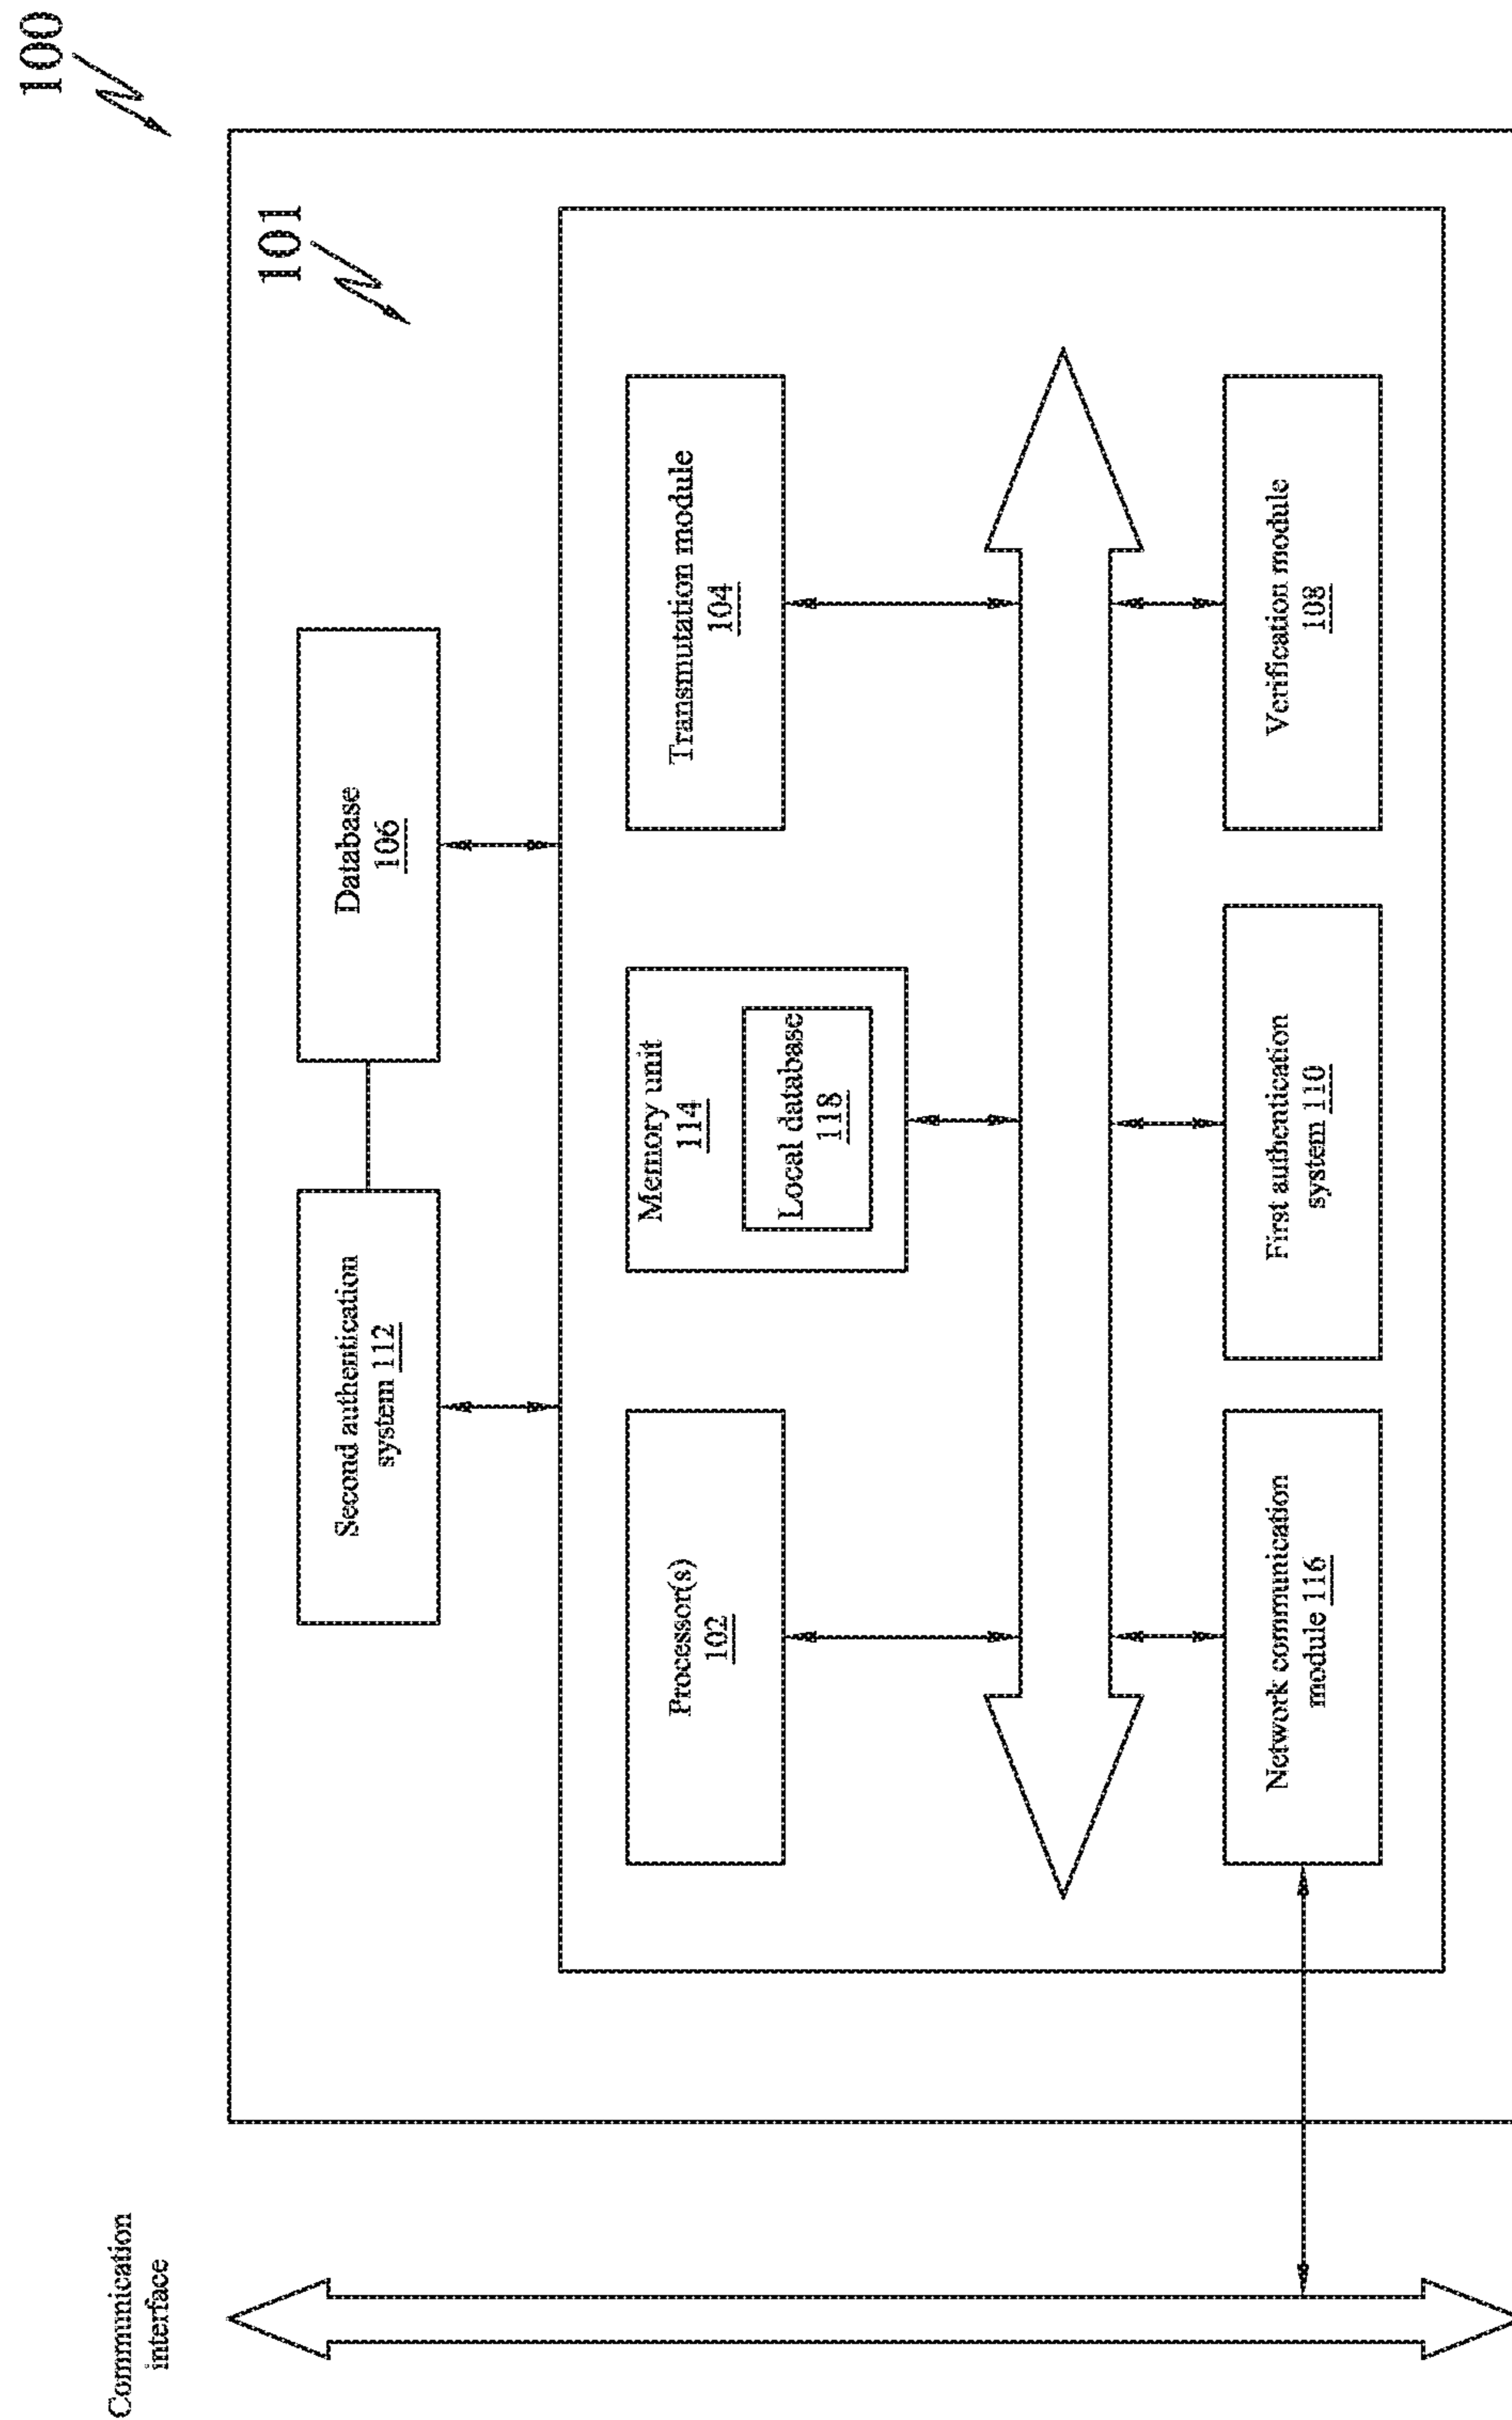 100
101
Second authentication
system 112
Database
106
Processor(s)
102
Memory unit
114
Local database
118
Transmutation module
104
Network communication
module 116
First authentication
system 110
Verification module
108
Communication
interface